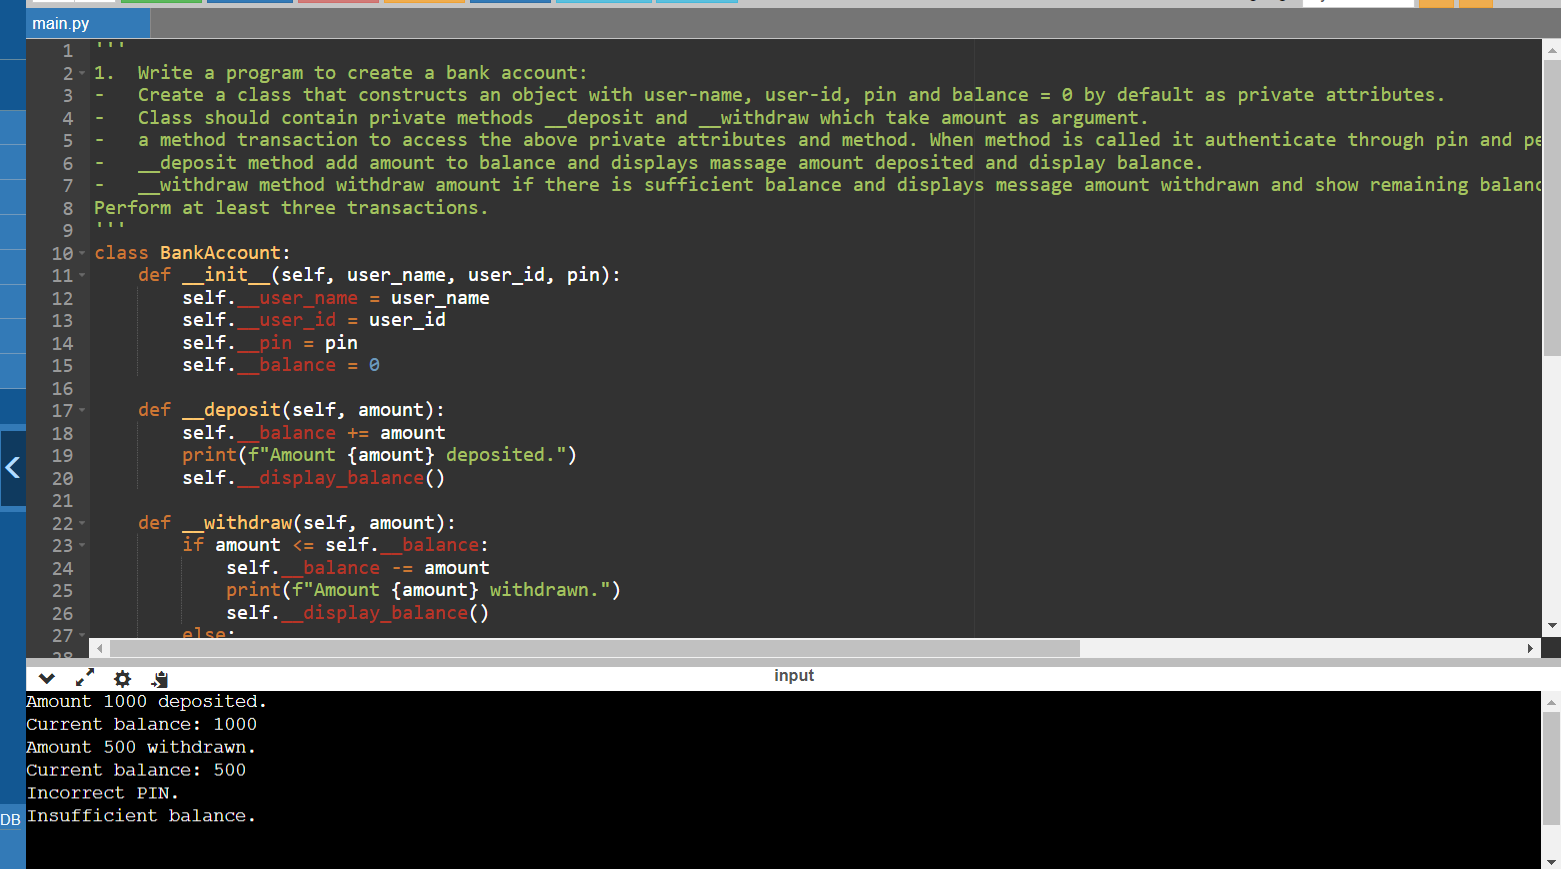 main.py
1 '''
2 1.  Write a program to create a bank account:
3 -   Create a class that constructs an object with user-name, user-id, pin and balance = 0 by default as private attributes.
4 -   Class should contain private methods __deposit and __withdraw which take amount as argument.
5 -   a method transaction to access the above private attributes and method. When method is called it authenticate through pin and pe
6 -   __deposit method add amount to balance and displays massage amount deposited and display balance.
7 -   __withdraw method withdraw amount if there is sufficient balance and displays message amount withdrawn and show remaining balanc
8 Perform at least three transactions.
9 '''
10 class BankAccount:
11     def __init__(self, user_name, user_id, pin):
12         self.__user_name = user_name
13         self.__user_id = user_id
14         self.__pin = pin
15         self.__balance = 0
16
17     def __deposit(self, amount):
18         self.__balance += amount
19         print(f"Amount {amount} deposited.")
20         self.__display_balance()
21
22     def __withdraw(self, amount):
23         if amount <= self.__balance:
24             self.__balance -= amount
25             print(f"Amount {amount} withdrawn.")
26             self.__display_balance()
27         else:
28
input
Amount 1000 deposited.
Current balance: 1000
Amount 500 withdrawn.
Current balance: 500
Incorrect PIN.
DB
Insufficient balance.